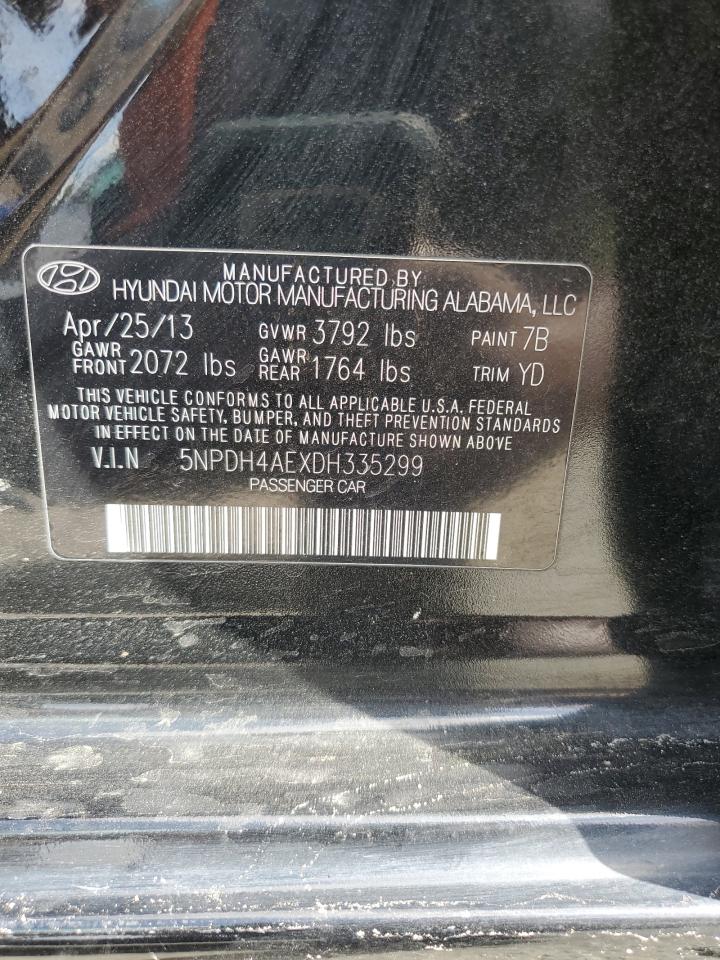 MANUFACTURED BY
HYUNDAI MOTOR MANUFACTURING ALABAMA, LLC
Apr/25/13 GVWR 3792 lbs PAINT 7B
GAWR FRONT 2072 lbs GAWR REAR 1764 lbs TRIM YD
THIS VEHICLE CONFORMS TO ALL APPLICABLE U.S.A. FEDERAL
MOTOR VEHICLE SAFETY, BUMPER, AND THEFT PREVENTION STANDARDS
IN EFFECT ON THE DATE OF MANUFACTURE SHOWN ABOVE
V.I.N 5NPDH4AEXDH335299
PASSENGER CAR